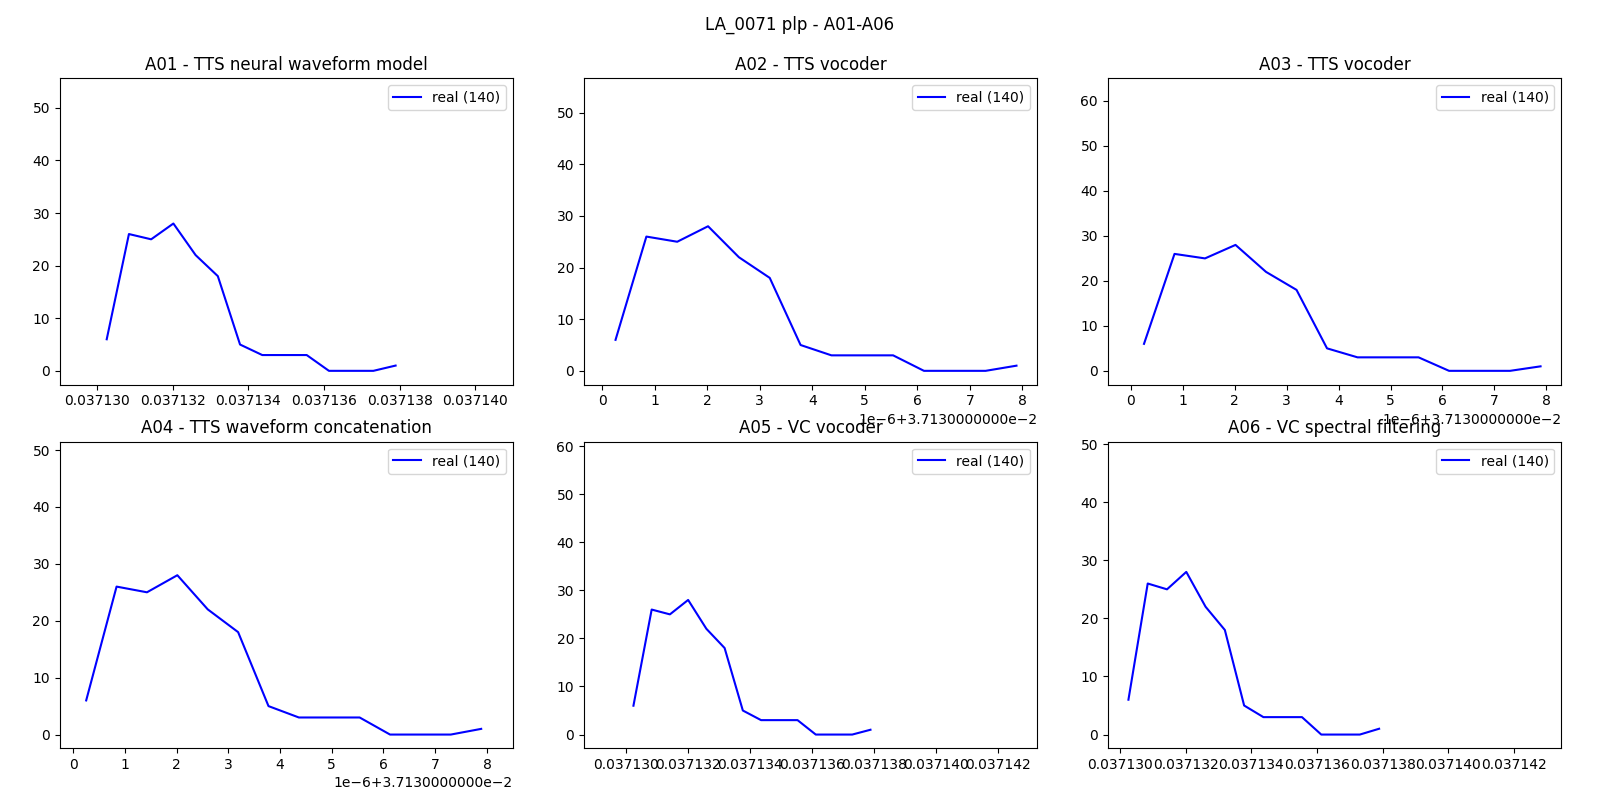 LA_0071 plp - A01-A06
A01 - TTS neural waveform model
real (140)
50
40
30
20
10
0
0.037130 0.037132 0.037134 0.037136 0.037138 0.037140
A02 - TTS vocoder
real (140)
50
40
30
20
10
0
0 1 2 3 4 5 6 7 8
1e−6+3.7130000000e−2
A03 - TTS vocoder
real (140)
60
50
40
30
20
10
0
0 1 2 3 4 5 6 7 8
1e−6+3.7130000000e−2
A04 - TTS waveform concatenation
real (140)
50
40
30
20
10
0
0 1 2 3 4 5 6 7 8
1e−6+3.7130000000e−2
A05 - VC vocoder
real (140)
60
50
40
30
20
10
0
0.037130 0.037132 0.037134 0.037136 0.037138 0.037140 0.037142
A06 - VC spectral filtering
real (140)
50
40
30
20
10
0
0.037130 0.037132 0.037134 0.037136 0.037138 0.037140 0.037142